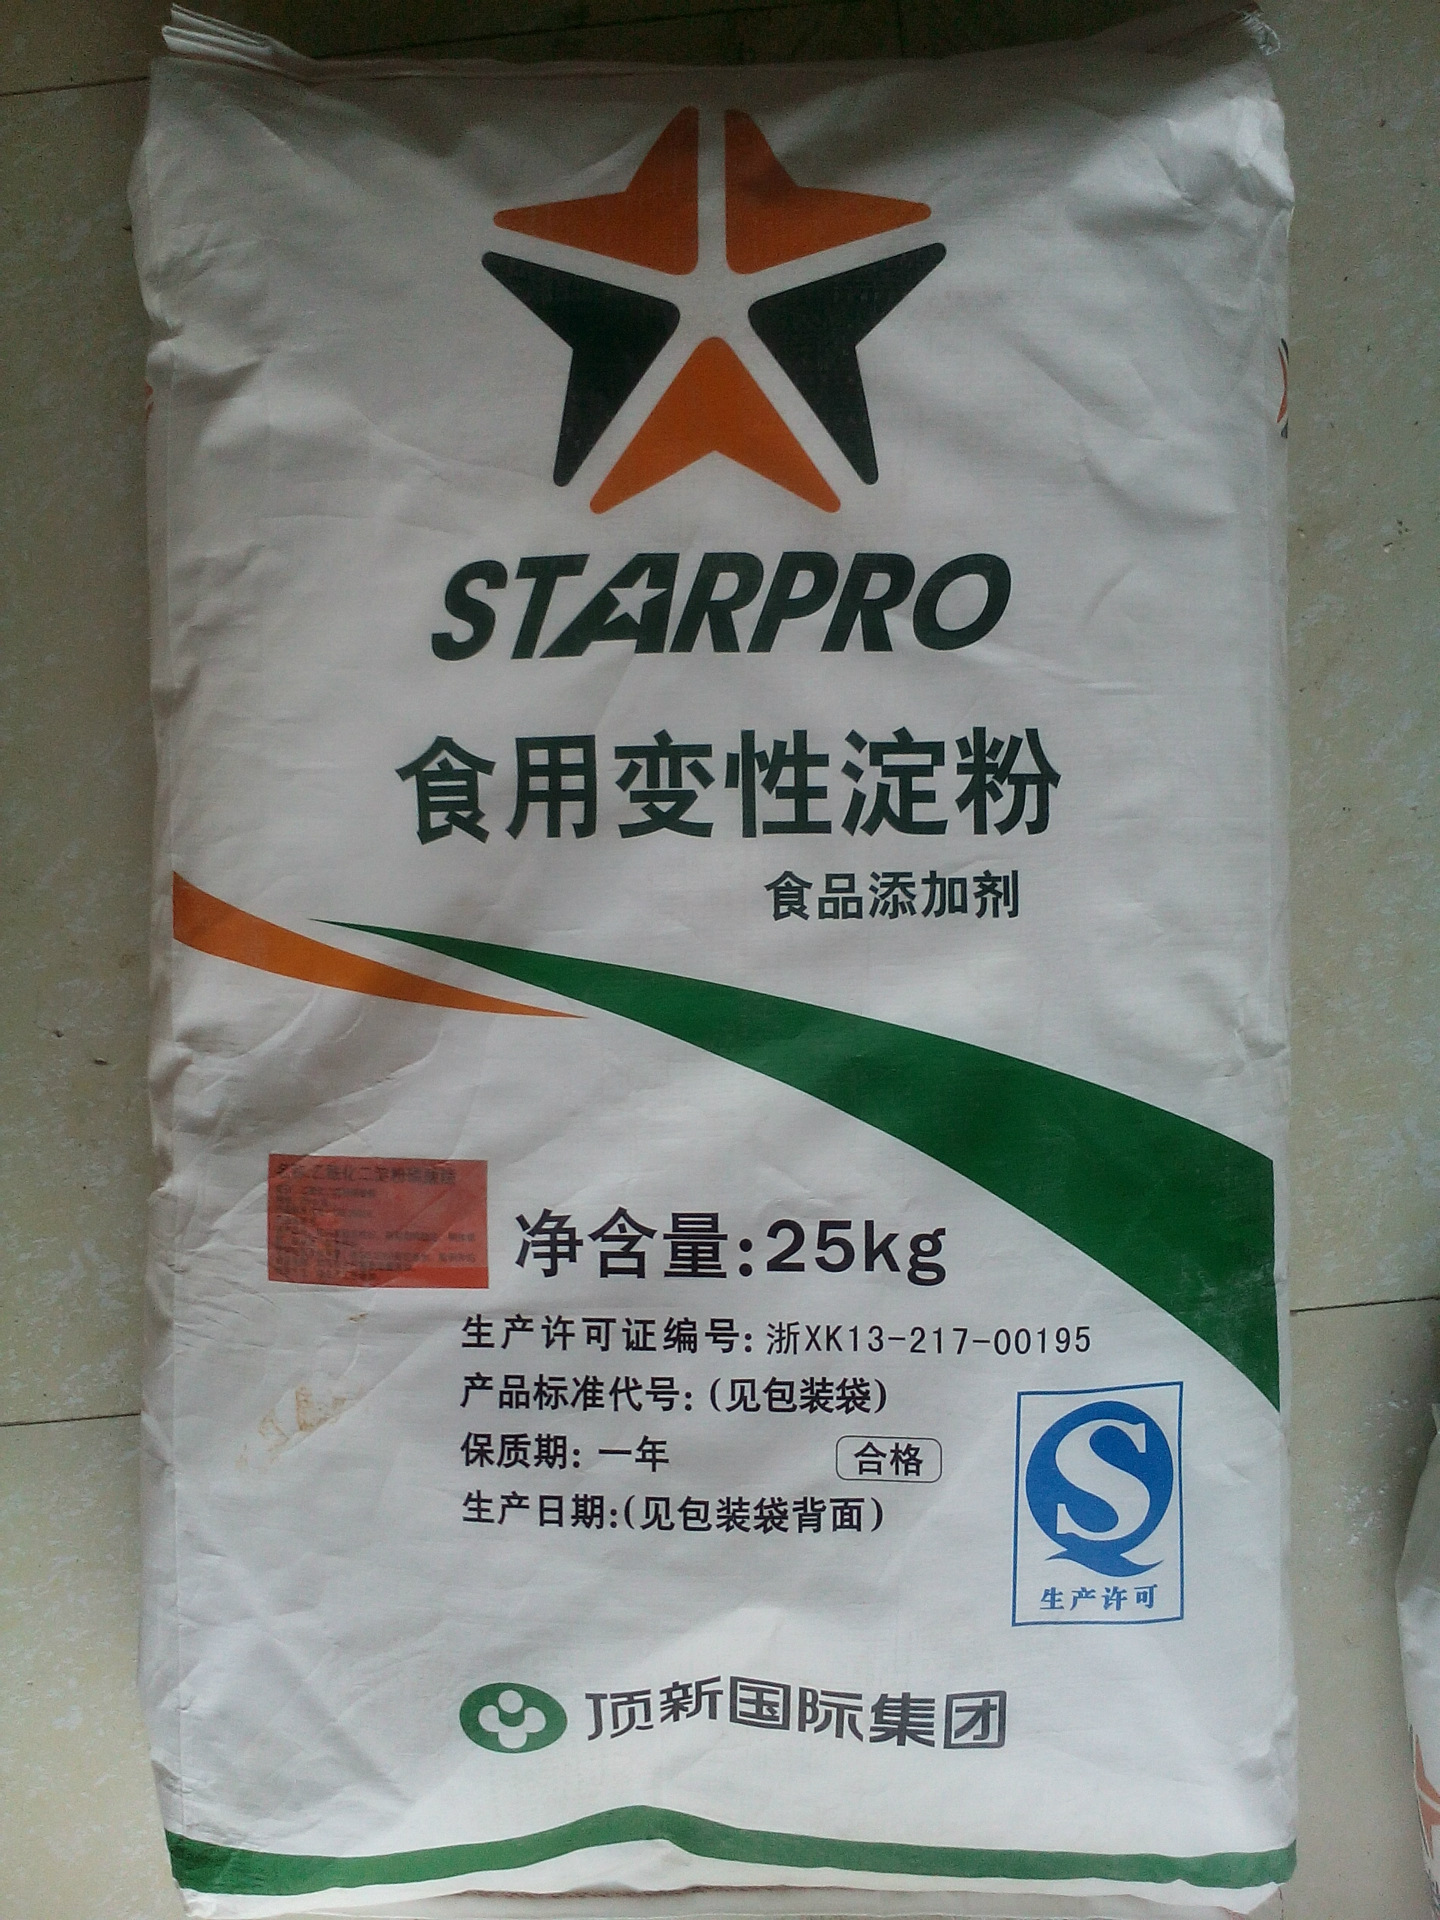 STARPRO
食用变性淀粉
食品添加剂
净含量:25kg
生产许可证编号: 浙XK13-217-00195
产品标准代号: (见包装袋)
保质期: 一年
合格
生产日期:(见包装袋背面)
生产许可
顶新国际集团